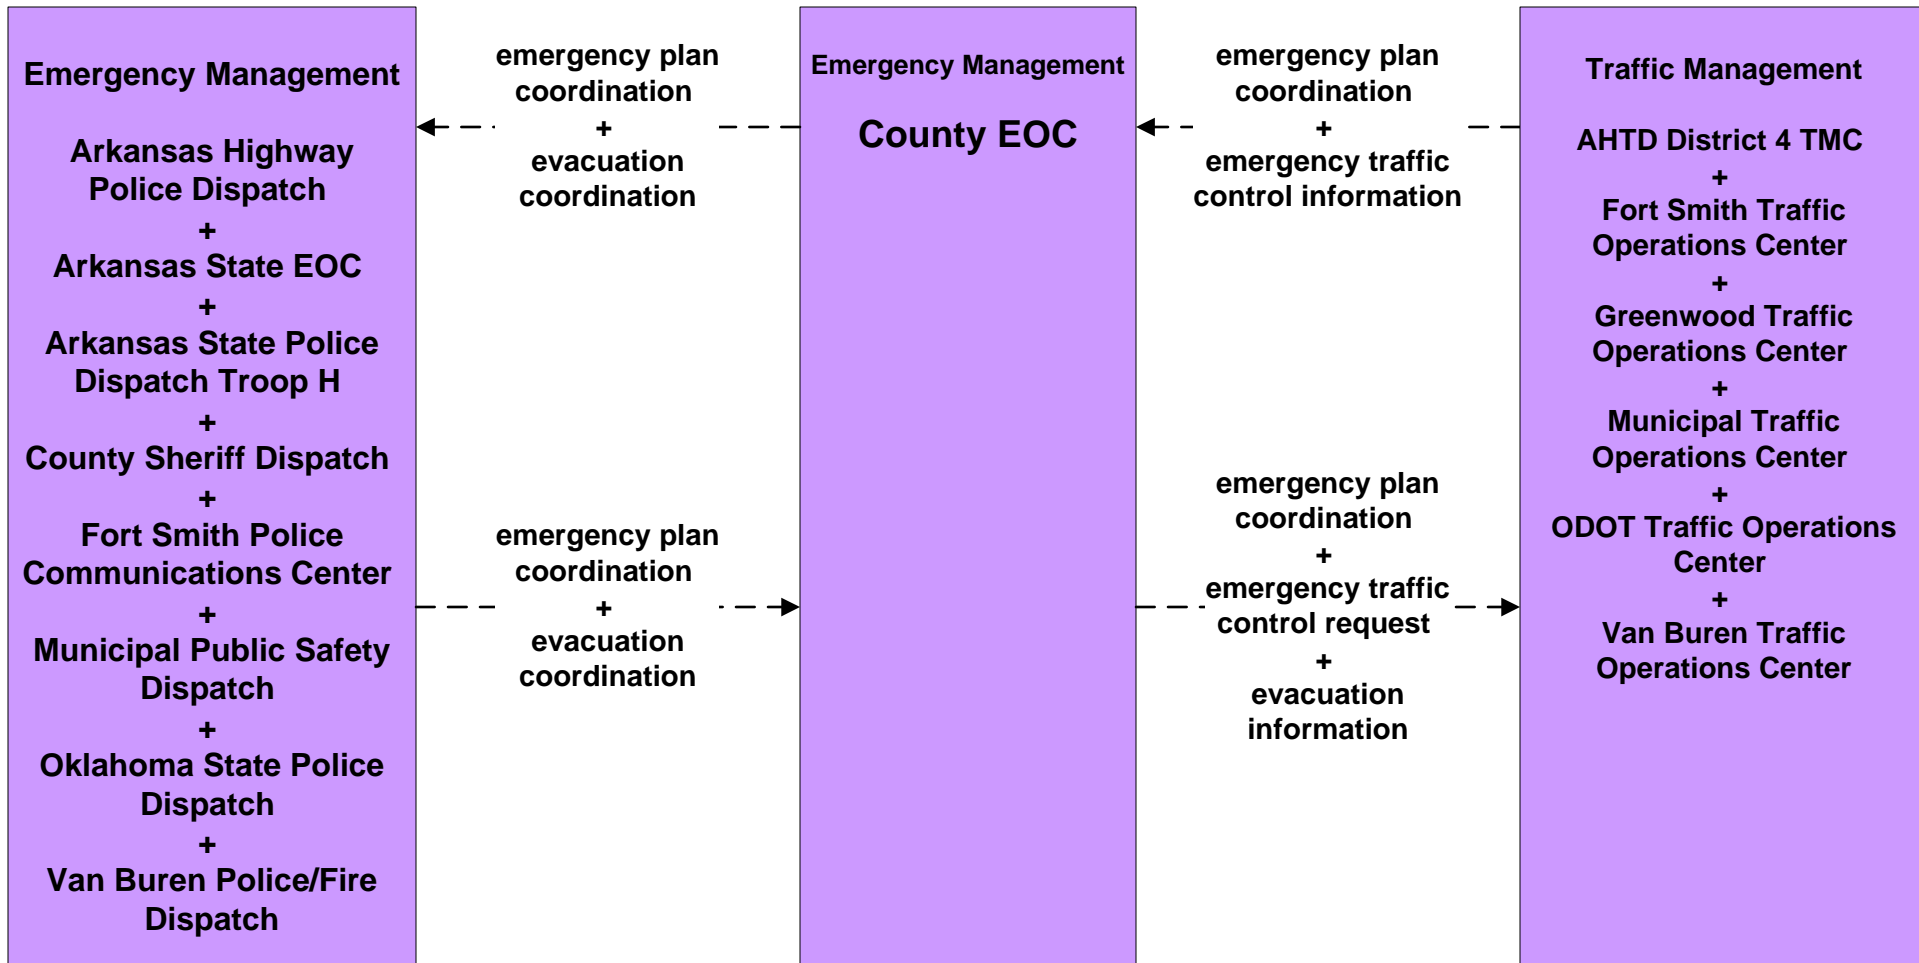 Emergency Management
Arkansas Highway
Police Dispatch
+
Arkansas State EOC
+
Arkansas State Police
Dispatch Troop H
+
County Sheriff Dispatch
+
Fort Smith Police
Communications Center
+
Municipal Public Safety
Dispatch
+
Oklahoma State Police
Dispatch
+
Van Buren Police/Fire
Dispatch
emergency plan
coordination
+
evacuation
coordination
emergency plan
coordination
+
evacuation
coordination
Emergency Management
County EOC
emergency plan
coordination
+
emergency traffic
control information
emergency plan
coordination
+
emergency traffic
control request
+
evacuation
information
Traffic Management
AHTD District 4 TMC
+
Fort Smith Traffic
Operations Center
+
Greenwood Traffic
Operations Center
+
Municipal Traffic
Operations Center
+
ODOT Traffic Operations
Center
+
Van Buren Traffic
Operations Center